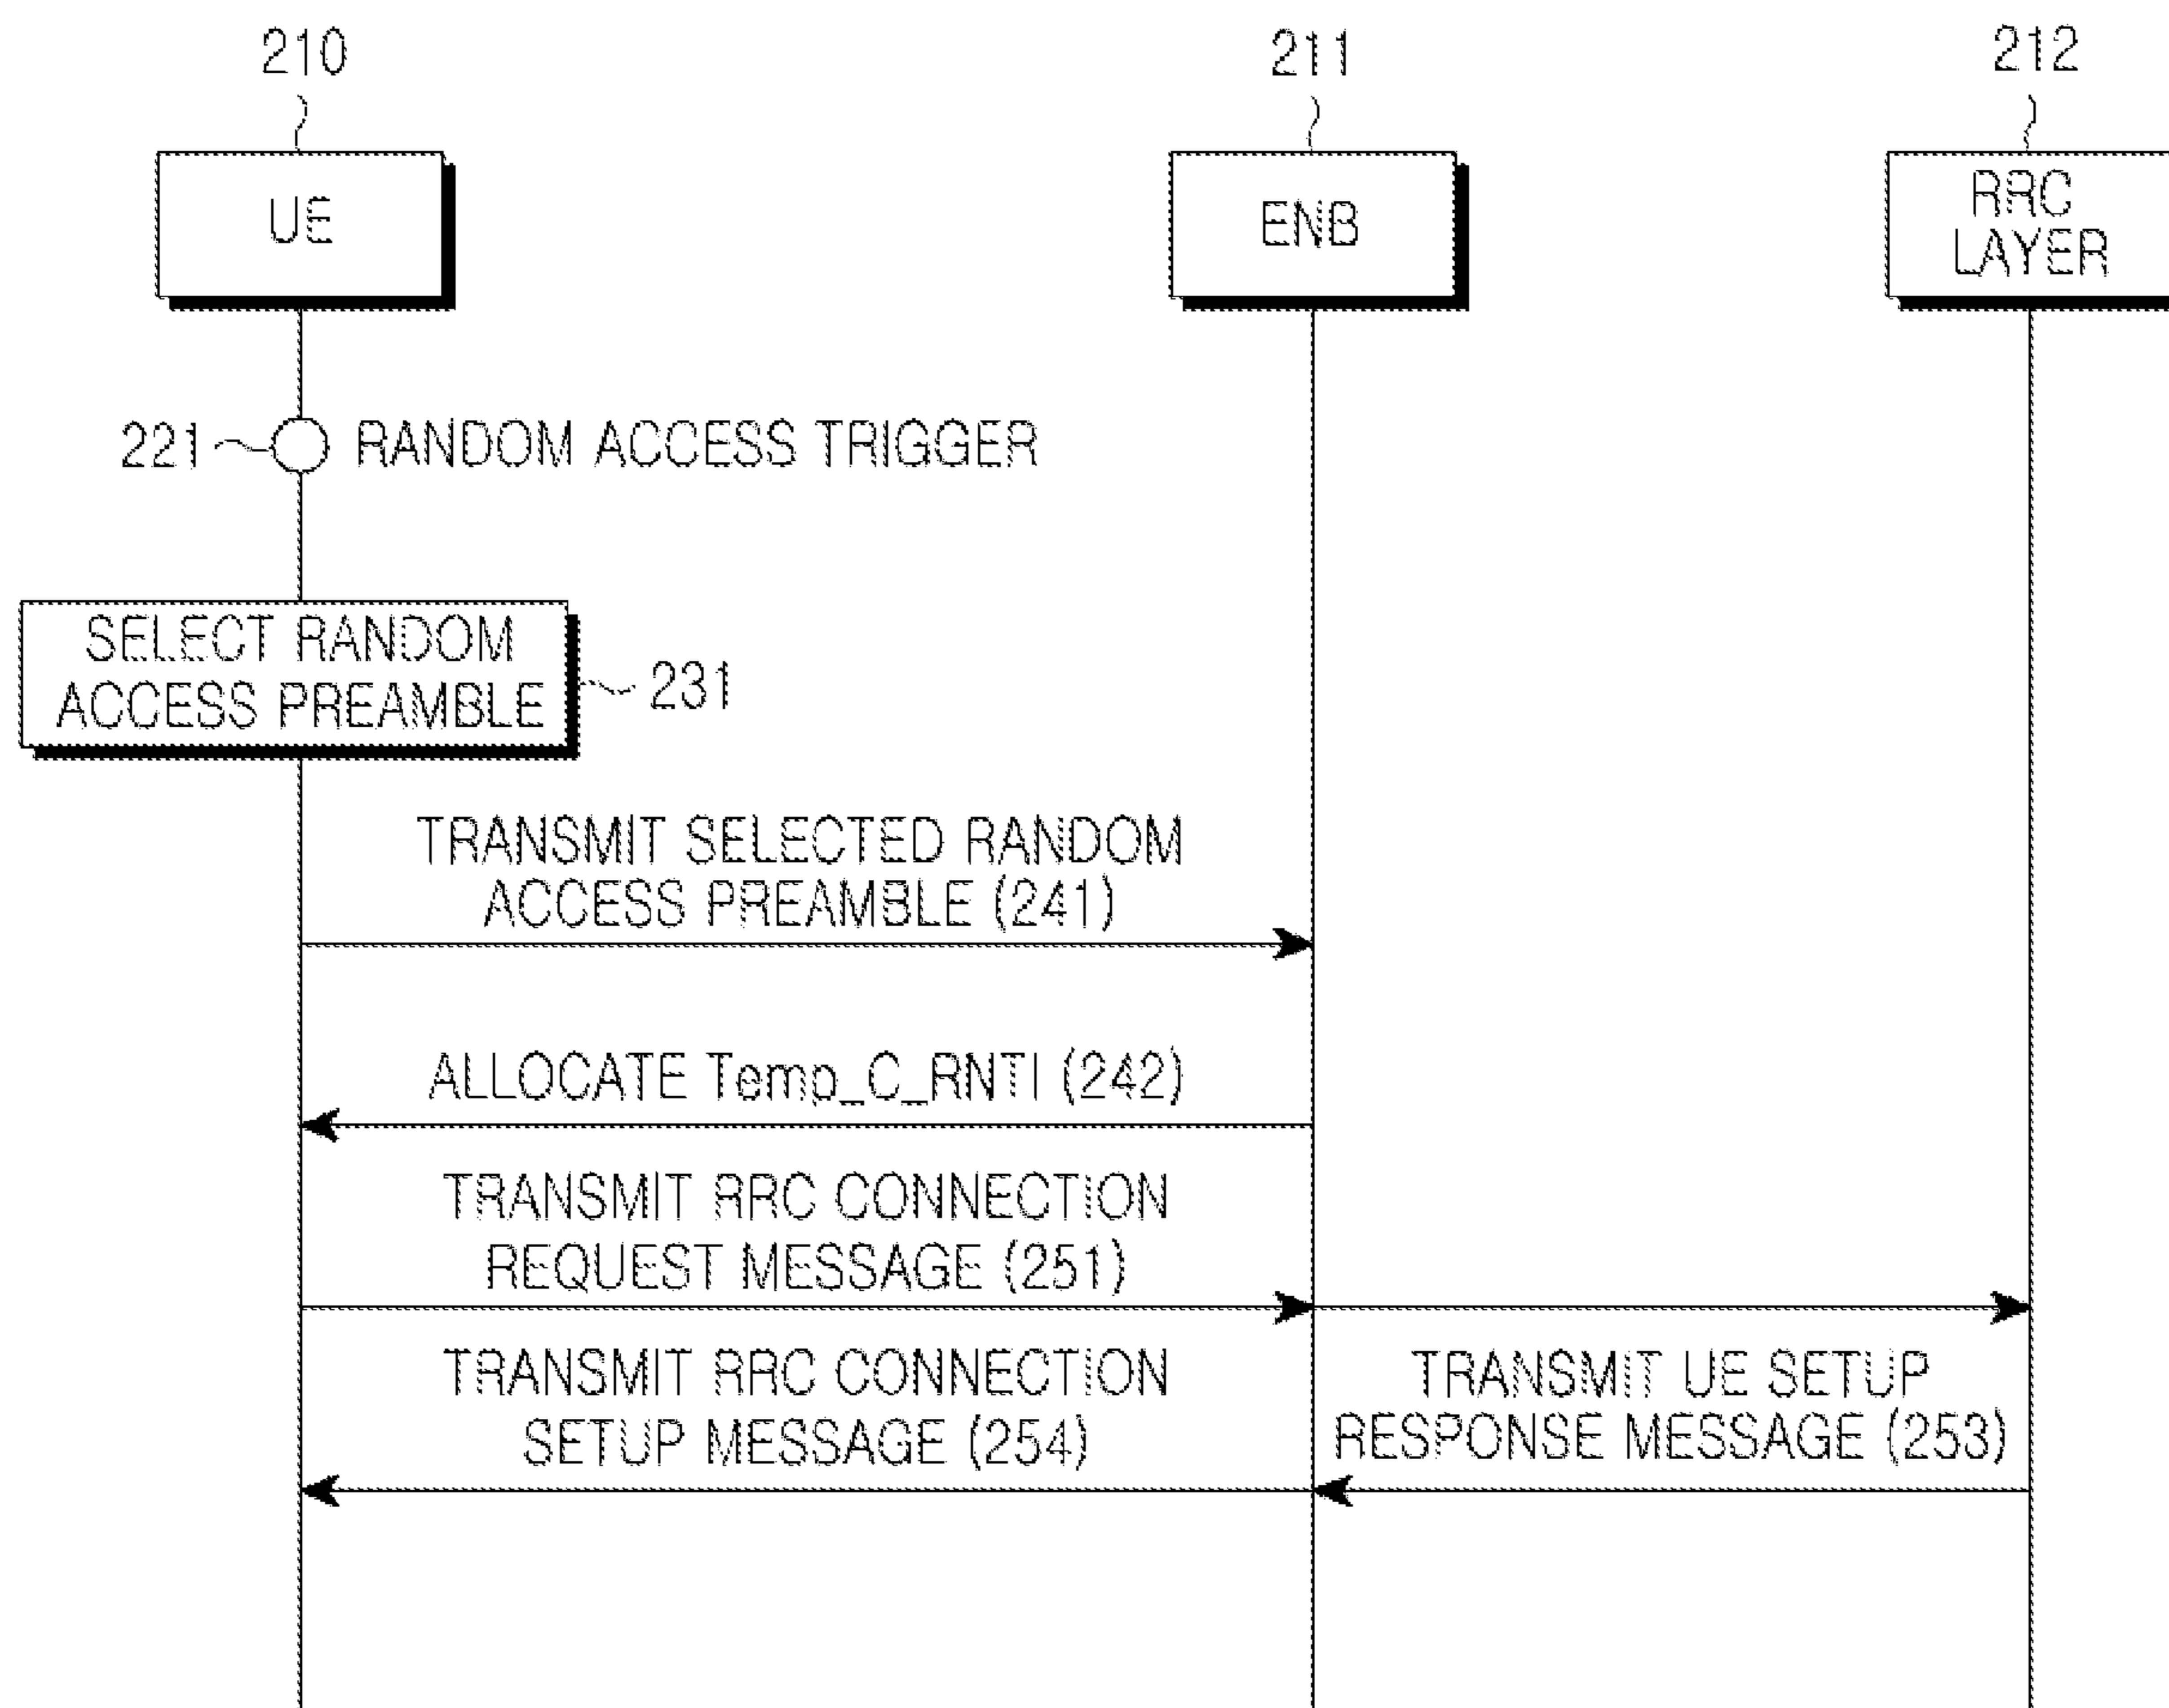 210
211
212
UE
ENB
RRC
LAYER
221
RANDOM ACCESS TRIGGER
SELECT RANDOM
ACCESS PREAMBLE
231
TRANSMIT SELECTED RANDOM
ACCESS PREAMBLE (241)
ALLOCATE Temp_C_RNTI (242)
TRANSMIT RRC CONNECTION
REQUEST MESSAGE (251)
TRANSMIT RRC CONNECTION
SETUP MESSAGE (254)
TRANSMIT UE SETUP
RESPONSE MESSAGE (253)